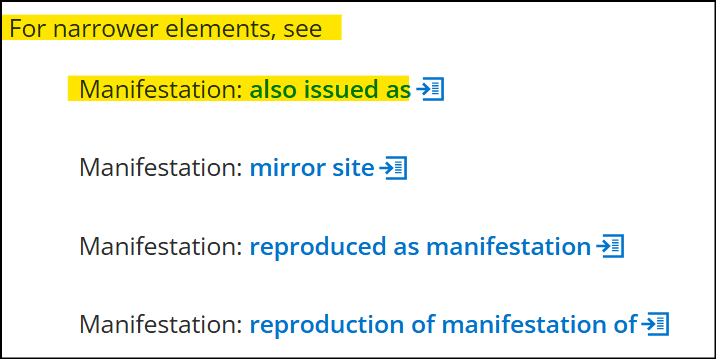 For narrower elements, see
Manifestation: also issued as
Manifestation: mirror site
Manifestation: reproduced as manifestation
Manifestation: reproduction of manifestation of